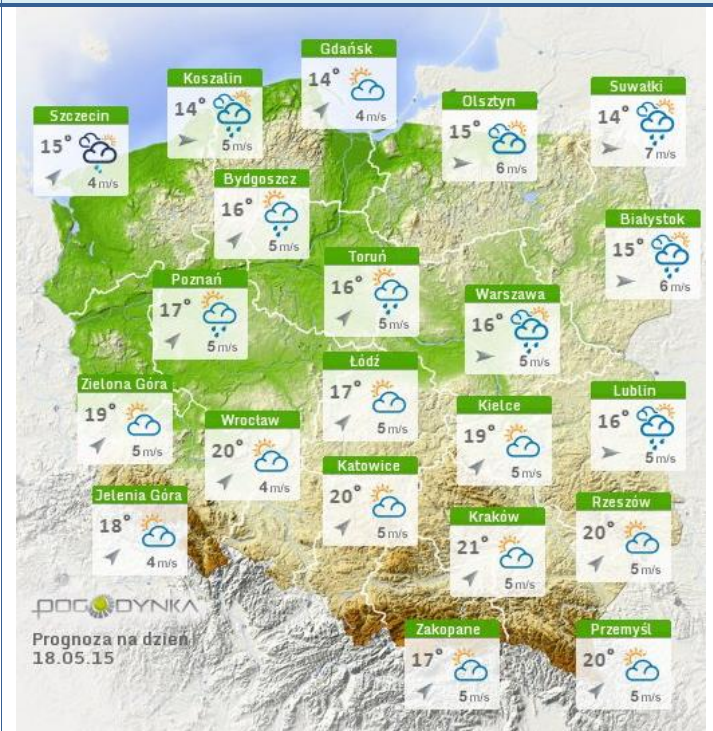 Gdańsk
14°
4 m/s
Koszalin
14°
5 m/s
Suwałki
14°
7 m/s
Olsztyn
15°
6 m/s
Szczecin
15°
4 m/s
Bydgoszcz
16°
5 m/s
Białystok
15°
6 m/s
Toruń
16°
5 m/s
Poznań
17°
5 m/s
Warszawa
16°
5 m/s
Łódź
17°
5 m/s
Zielona Góra
19°
5 m/s
Lublin
16°
5 m/s
Kielce
19°
5 m/s
Wrocław
20°
4 m/s
Katowice
20°
5 m/s
Jelenia Góra
18°
4 m/s
Rzeszów
20°
5 m/s
Kraków
21°
5 m/s
POGODYNKA
Prognoza na dzień
18.05.15
Zakopane
17°
5 m/s
Przemyśl
20°
5 m/s